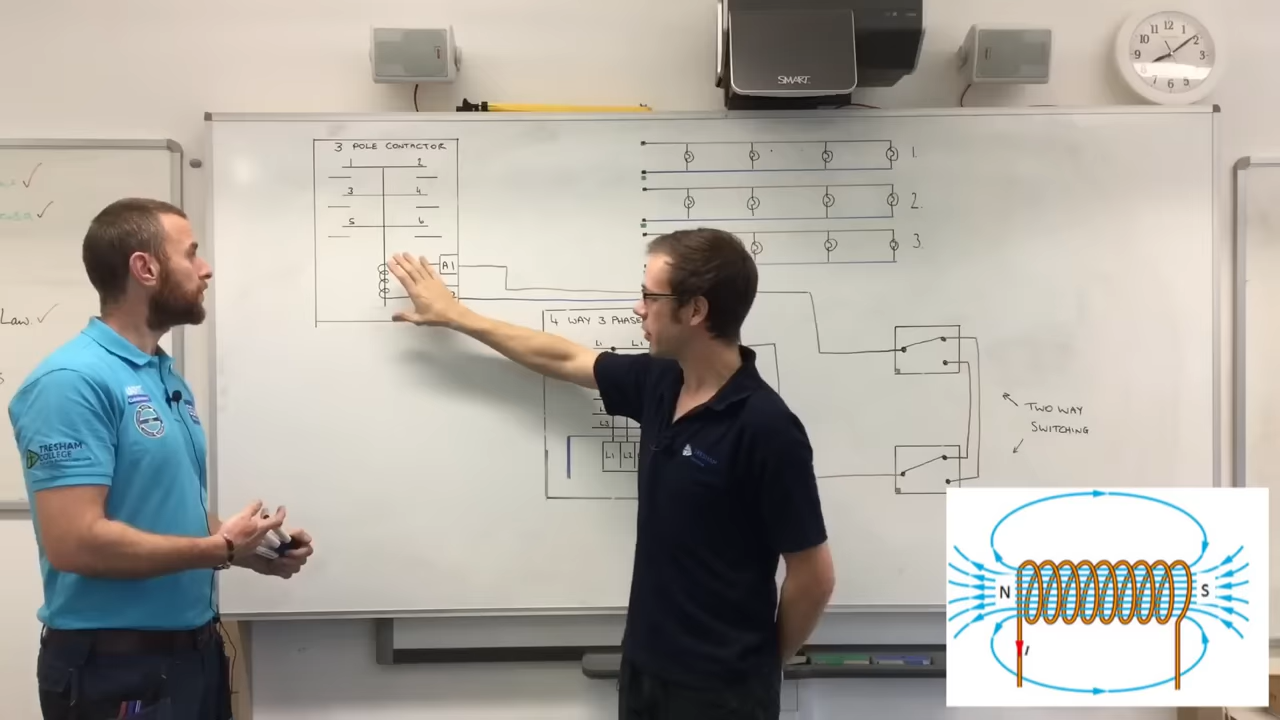 SMART
12
11 1
10 2
9 3
8
7 6 5
3 POLE CONTACTOR
1 2
3 4
5 6
A1
1.
2.
3.
4 WAY 3 PHASE
L1 L1
L3
L1 L2
TWO WAY
SWITCHING
Law. ✓
TRESHAM
COLLEGE
TRESHAM
N S
I